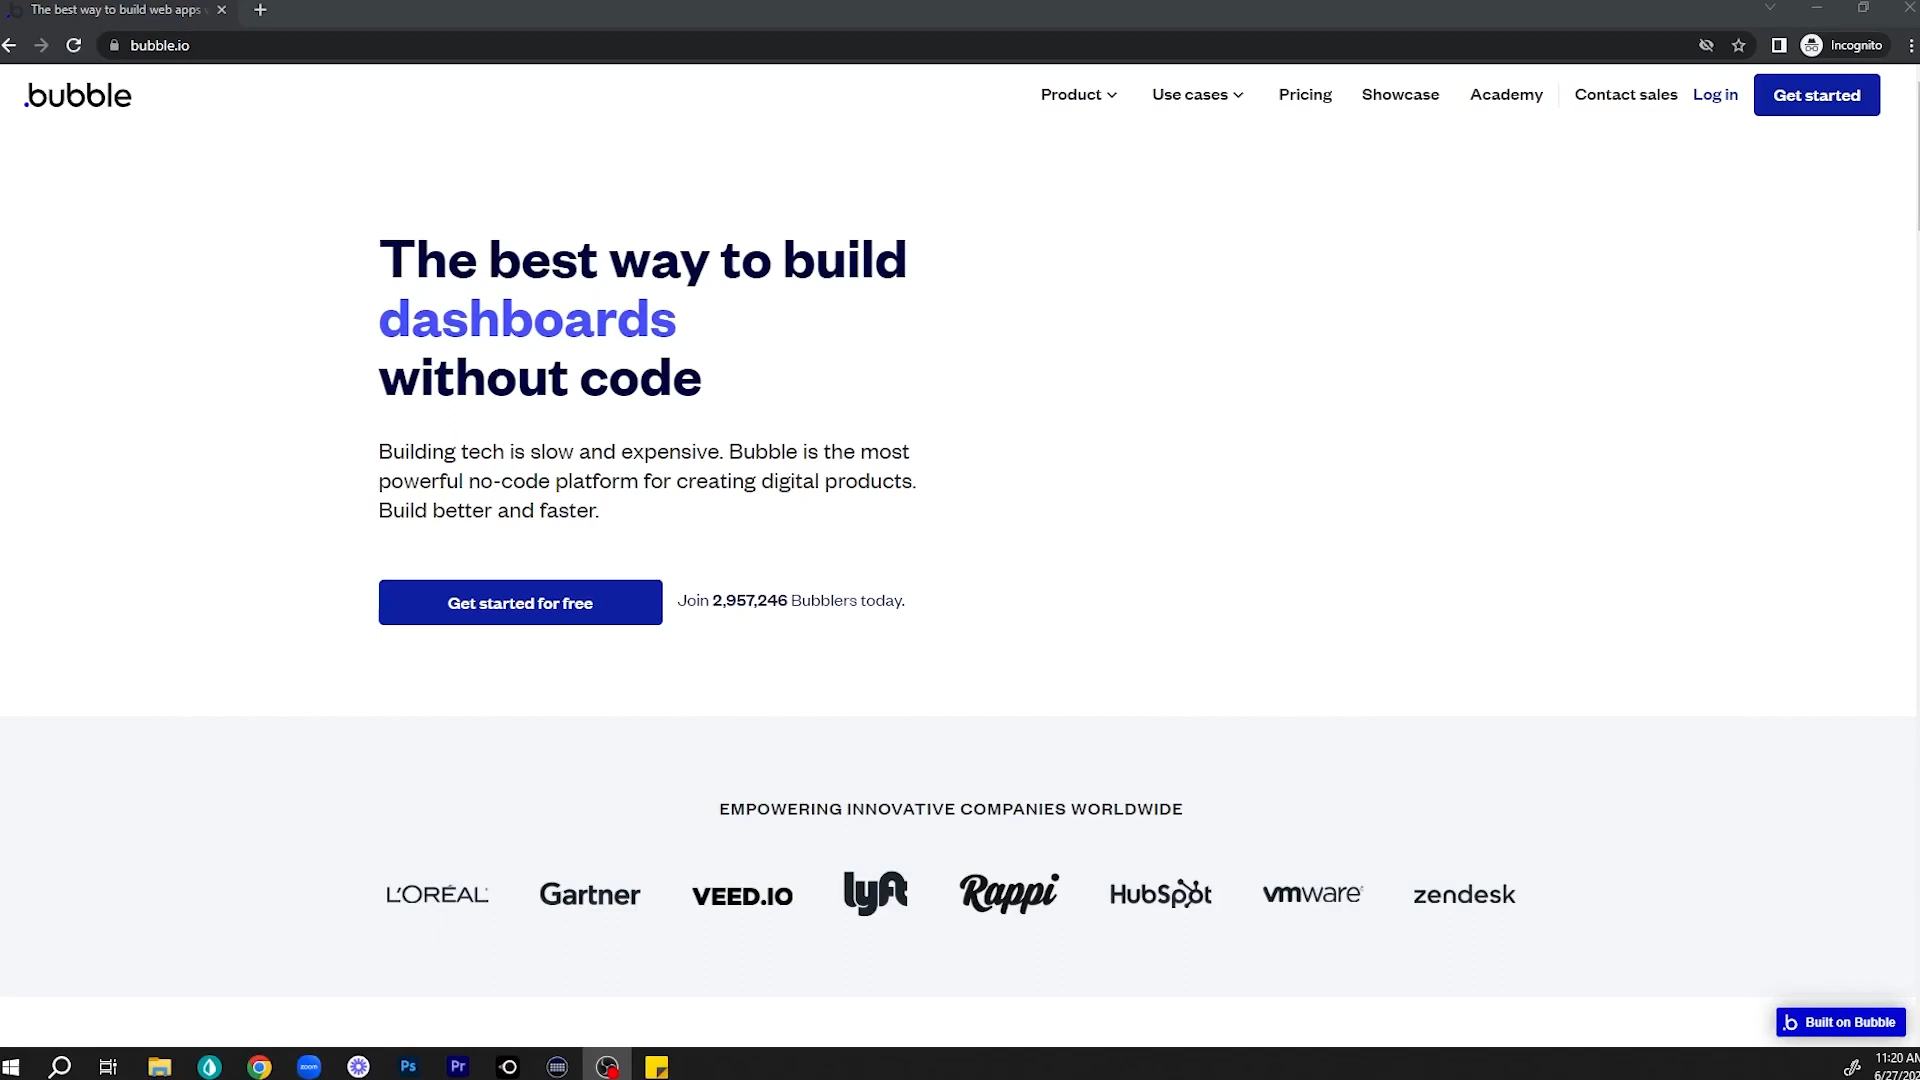 The best way to build web apps
bubble.io
Incognito
.bubble
Product
Use cases
Pricing
Showcase
Academy
Contact sales
Log in
Get started
The best way to build
dashboards
without code
Building tech is slow and expensive. Bubble is the most
powerful no-code platform for creating digital products.
Build better and faster.
Get started for free
Join 2,957,246 Bubblers today.
EMPOWERING INNOVATIVE COMPANIES WORLDWIDE
L'ORÉAL
Gartner
VEED.IO
lyft
Rappi
HubSpot
vmware
zendesk
.b Built on Bubble
zoom
Ps
Pr
11:20 AM
6/27/202